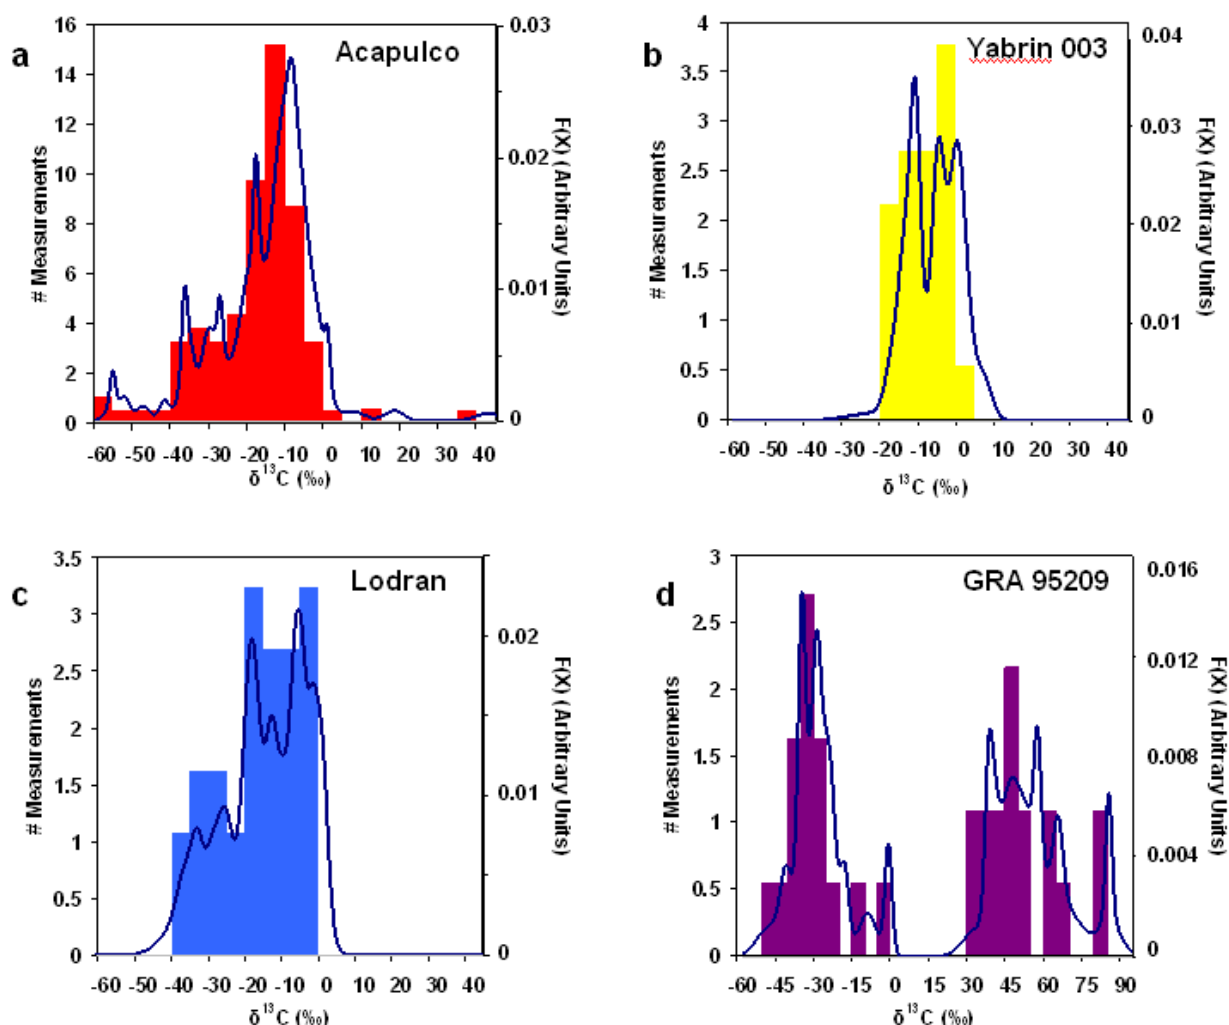 a
Acapulco
# Measurements
16
14
12
10
8
6
4
2
0
0.03
0.02
0.01
0
F(X) (Arbitrary Units)
-60 -50 -40 -30 -20 -10 0 10 20 30 40
δ¹³C (‰)
b
Yabrin 003
# Measurements
4
3.5
3
2.5
2
1.5
1
0.5
0
0.04
0.03
0.02
0.01
0
F(X) (Arbitrary Units)
-60 -50 -40 -30 -20 -10 0 10 20 30 40
δ ¹³C (‰)
c
Lodran
# Measurements
3.5
3
2.5
2
1.5
1
0.5
0
0.02
0.01
0
F(X) (Arbitrary Units)
-60 -50 -40 -30 -20 -10 0 10 20 30 40
δ¹³C (‰)
d
GRA 95209
# Measurements
3
2.5
2
1.5
1
0.5
0
0.016
0.012
0.008
0.004
0
F(X) (Arbitrary Units)
-60 -45 -30 -15 0 15 30 45 60 75 90
δ¹³C (‰)